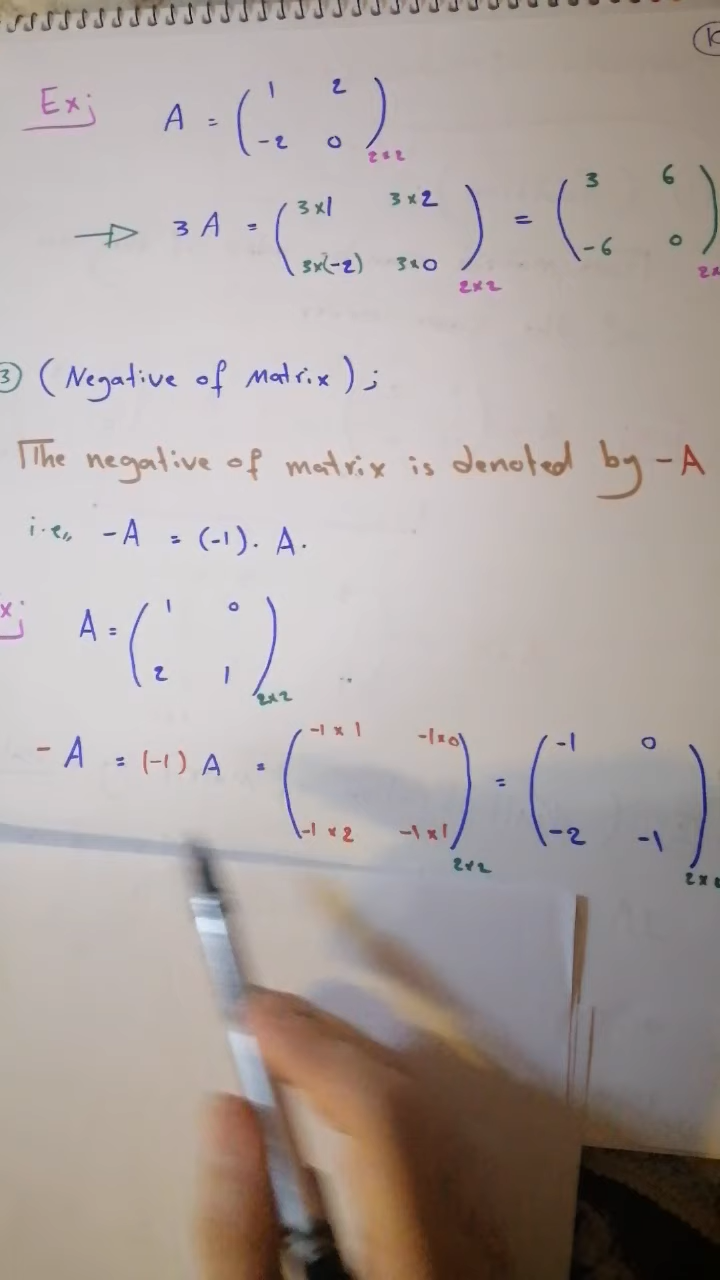 Ex; A = ( 1 2 -2 0 ) 2×2
3 A = ( 3×1 3×2 3×(-2) 3×0 ) 2×2 = ( 3 6 -6 0 )
3 (Negative of Matrix);
The negative of matrix is denoted by -A
i.e., -A = (-1). A.
x; A = ( 1 0 2 1 ) 2×2
-A = (-1) A = ( -1×1 -1×0 -1×2 -1×1 ) 2×2 = ( -1 0 -2 -1 )